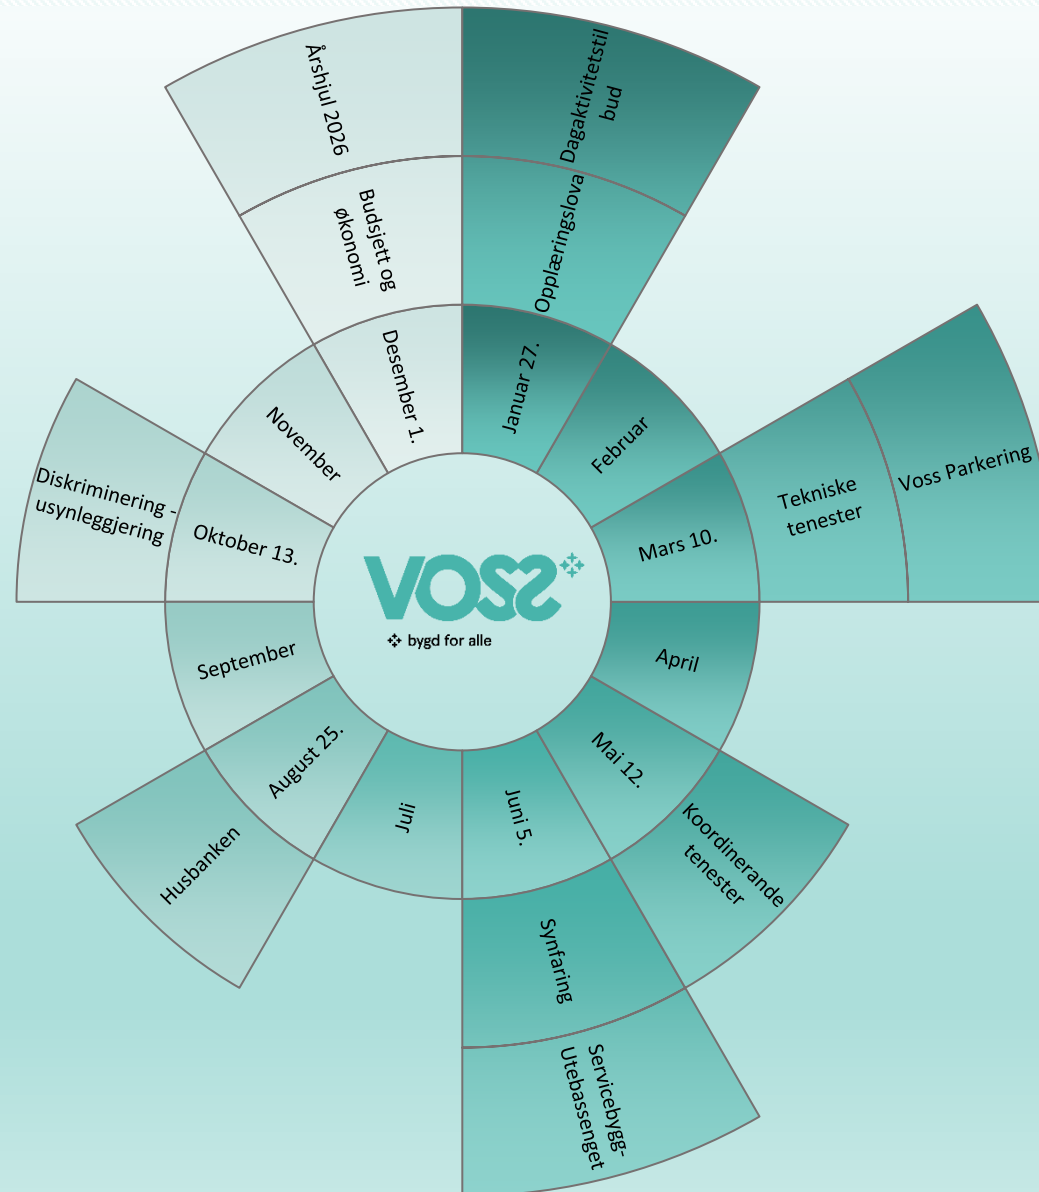 Årshjul 2026
Budsjett og
økonomi
Desember 1.
Dagaktivitetstil
bud
Opplæringslova
Januar 27.
Februar
Mars 10.
Tekniske
tenester
Voss Parkering
April
Mai 12.
Koordinerande
tenester
Juni 5.
Synfaring
Servicebygg-
Utebassenget
Juli
August 25.
Husbanken
September
Oktober 13.
Diskriminering -
usynleggjering
November
VOSS
bygd for alle